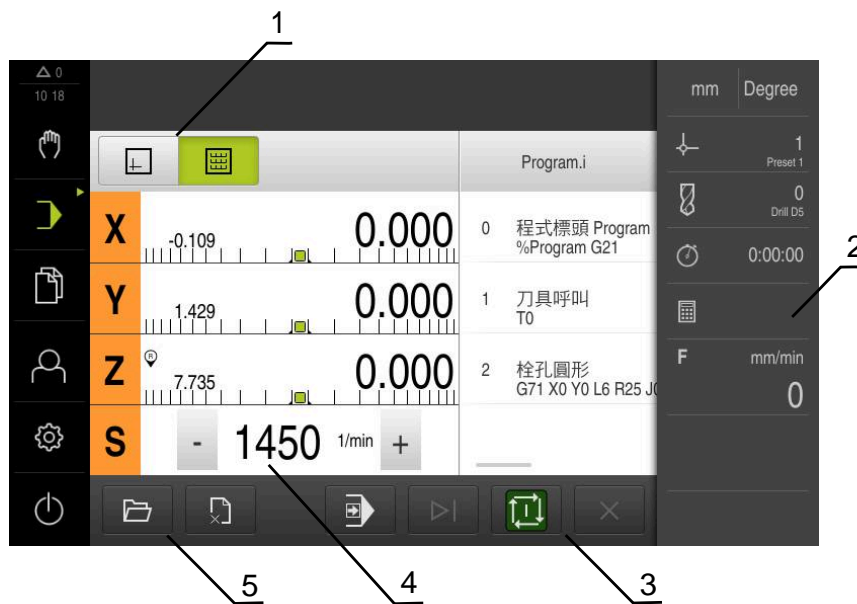 1
0
10 18
mm Degree
Program.i
1
Preset 1
X -0.109 0.000
0 程式標頭 Program
%Program G21
0
Drill D5
0:00:00
2
Y 1.429 0.000
1 刀具呼叫
T0
Z R 7.735 0.000
2 栓孔圓形
G71 X0 Y0 L6 R25 J
F mm/min
0
S - 1450 1/min +
5
4
3